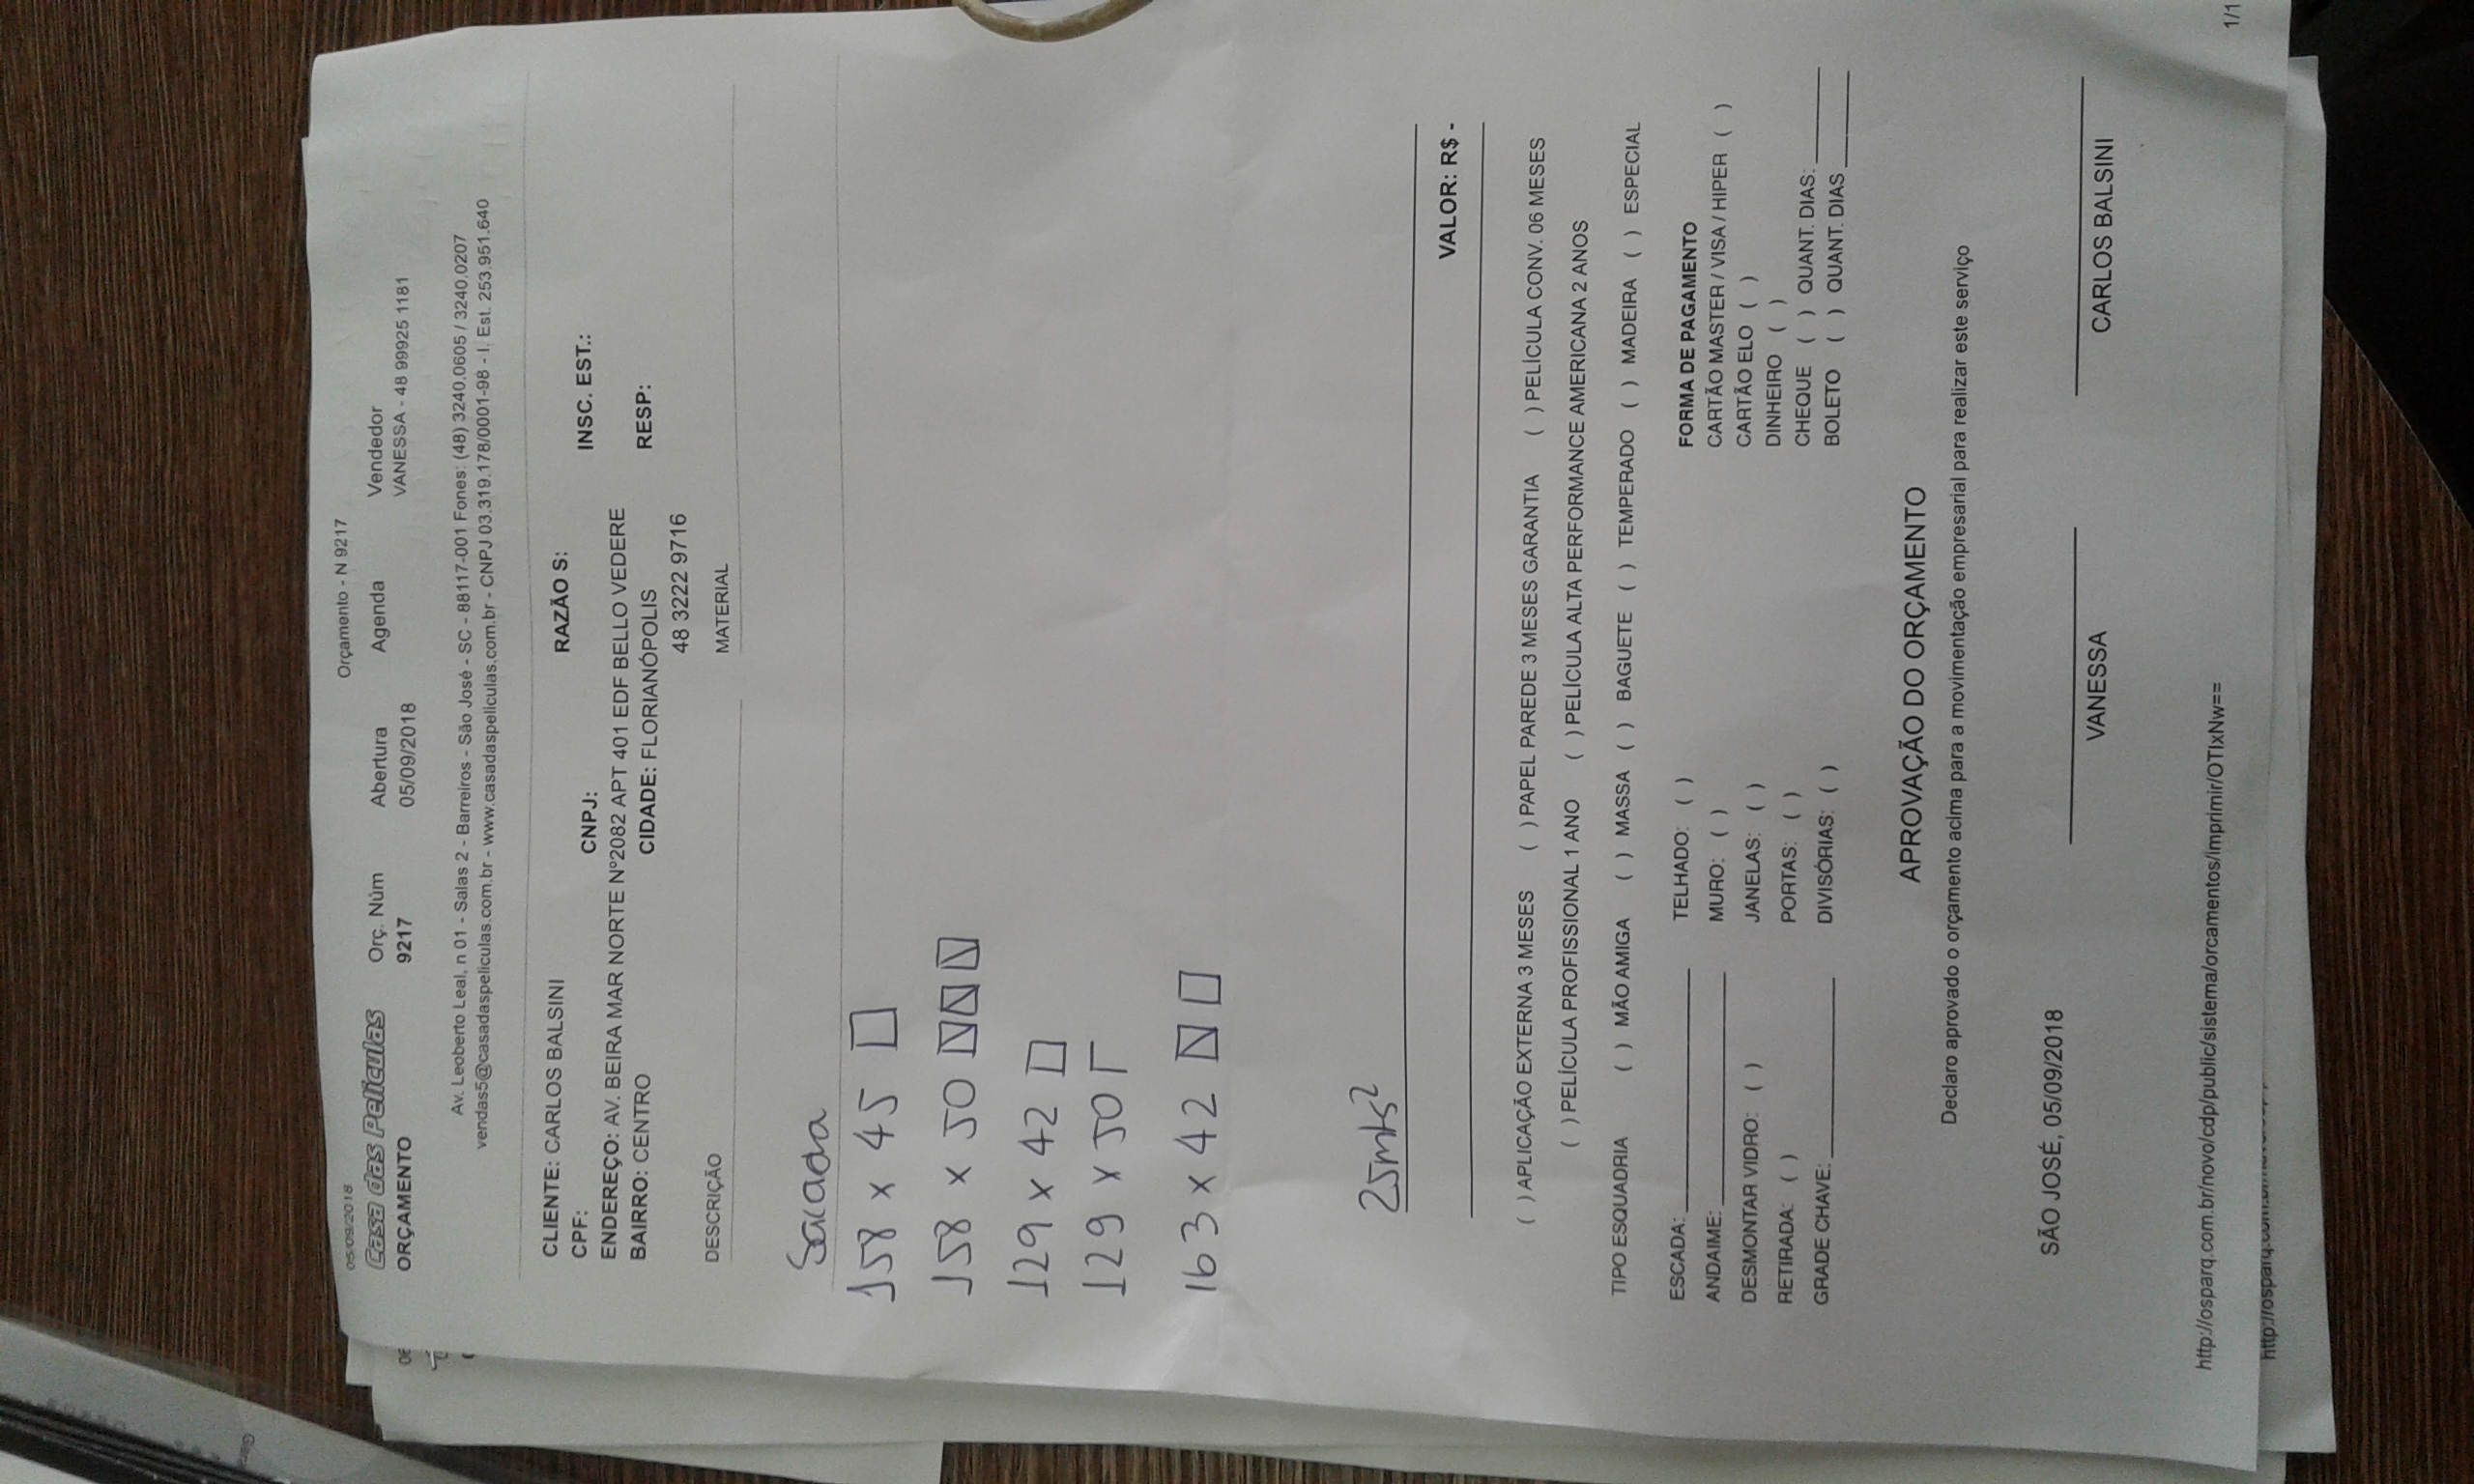 05/09/2018 Orçamento - N 9217
Casa das Películas Orç. Núm Abertura Agenda Vendedor
ORÇAMENTO 9217 05/09/2018 VANESSA - 48 99925 1181
Av. Leoberto Leal, n 01 - Salas 2 - Barreiros - São José - SC - 88117-001 Fones: (48) 3240.0605 / 3240.0207
vendas5@casadaspeliculas.com.br - www.casadaspeliculas.com.br - CNPJ 03.319.178/0001-98 - I. Est. 253.951.640
CLIENTE: CARLOS BALSINI RAZÃO S:
CPF: CNPJ: INSC. EST.:
ENDEREÇO: AV. BEIRA MAR NORTE Nº2082 APT 401 EDF BELLO VEDERE
BAIRRO: CENTRO CIDADE: FLORIANÓPOLIS RESP:
48 3222 9716
DESCRIÇÃO MATERIAL
Sacada
158 x 45
158 x 50
129 x 42
129 x 50
163 x 42
25mts²
VALOR: R$ -
( ) APLICAÇÃO EXTERNA 3 MESES ( ) PAPEL PAREDE 3 MESES GARANTIA ( ) PELÍCULA CONV. 06 MESES
( ) PELÍCULA PROFISSIONAL 1 ANO ( ) PELÍCULA ALTA PERFORMANCE AMERICANA 2 ANOS
TIPO ESQUADRIA ( ) MÃO AMIGA ( ) MASSA ( ) BAGUETE ( ) TEMPERADO ( ) MADEIRA ( ) ESPECIAL
ESCADA: TELHADO: ( ) FORMA DE PAGAMENTO
ANDAIME: MURO: ( ) CARTÃO MASTER / VISA / HIPER ( )
DESMONTAR VIDRO: ( ) JANELAS: ( ) CARTÃO ELO ( )
RETIRADA: ( ) PORTAS: ( ) DINHEIRO ( )
GRADE CHAVE: DIVISÓRIAS: ( ) CHEQUE ( ) QUANT. DIAS:
BOLETO ( ) QUANT. DIAS
APROVAÇÃO DO ORÇAMENTO
Declaro aprovado o orçamento acima para a movimentação empresarial para realizar este serviço
SÃO JOSÉ, 05/09/2018
VANESSA CARLOS BALSINI
http://osparq.com.br/novo/cdp/public/sistema/orcamentos/imprimir/OTIxNw== 1/1